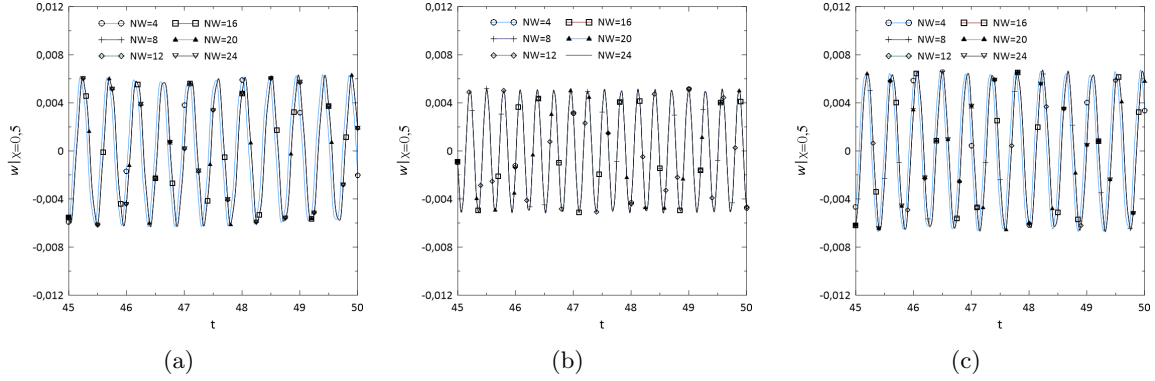 0,012 0,012 0,012
NW=4 NW=16 NW=4 NW=16 NW=4 NW=16
NW=8 NW=20 NW=8 NW=20 NW=8 NW=20
NW=12 NW=24 NW=12 NW=24 NW=12 NW=24
0,008 0,008 0,008
0,004 0,004 0,004
w|χ=0,5 w|χ=0,5 w|χ=0,5
0 0 0
-0,004 -0,004 -0,004
-0,008 -0,008 -0,008
-0,012 -0,012 -0,012
45 46 47 48 49 50 45 46 47 48 49 50 45 46 47 48 49 50
t t t
(a) (b) (c)